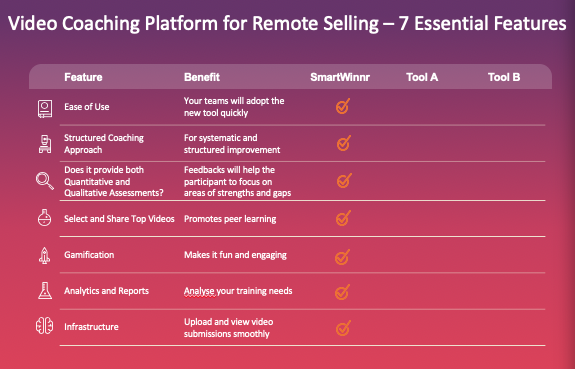 Video Coaching Platform for Remote Selling – 7 Essential Features
Feature Benefit SmartWinnr Tool A Tool B
Ease of Use
Your teams will adopt the
new tool quickly
Structured Coaching
Approach
For systematic and
structured improvement
Does it provide both
Quantitative and
Qualitative Assessments?
Feedbacks will help the
participant to focus on
areas of strengths and gaps
Select and Share Top Videos
Promotes peer learning
Gamification
Makes it fun and engaging
Analytics and Reports
Analyse your training needs
Infrastructure
Upload and view video
submissions smoothly